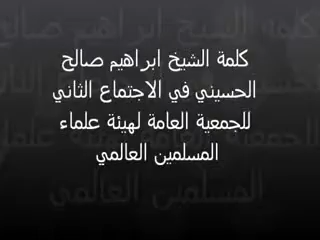 كلمة الشيخ ابراهيم صالح
الحسيني في الاجتماع الثاني
للجمعية العامة لهيئة علماء
المسلمين العالمي